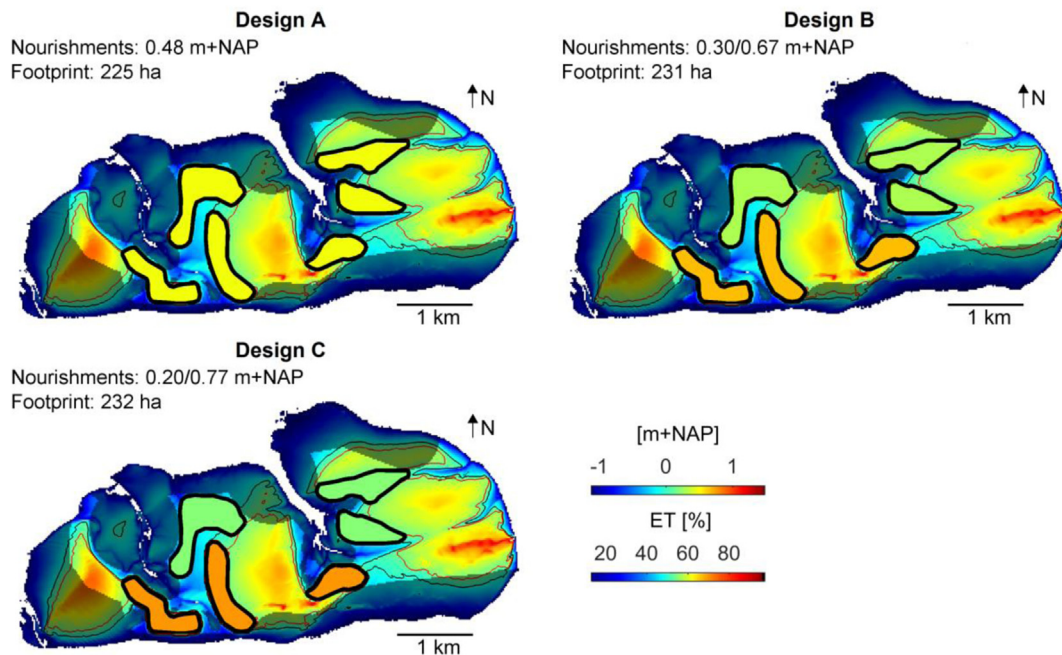 Design A
Nourishments: 0.48 m+NAP
Footprint: 225 ha
N
1 km
Design B
Nourishments: 0.30/0.67 m+NAP
Footprint: 231 ha
N
1 km
Design C
Nourishments: 0.20/0.77 m+NAP
Footprint: 232 ha
N
1 km
[m+NAP]
-1 0 1
ET [%]
20 40 60 80